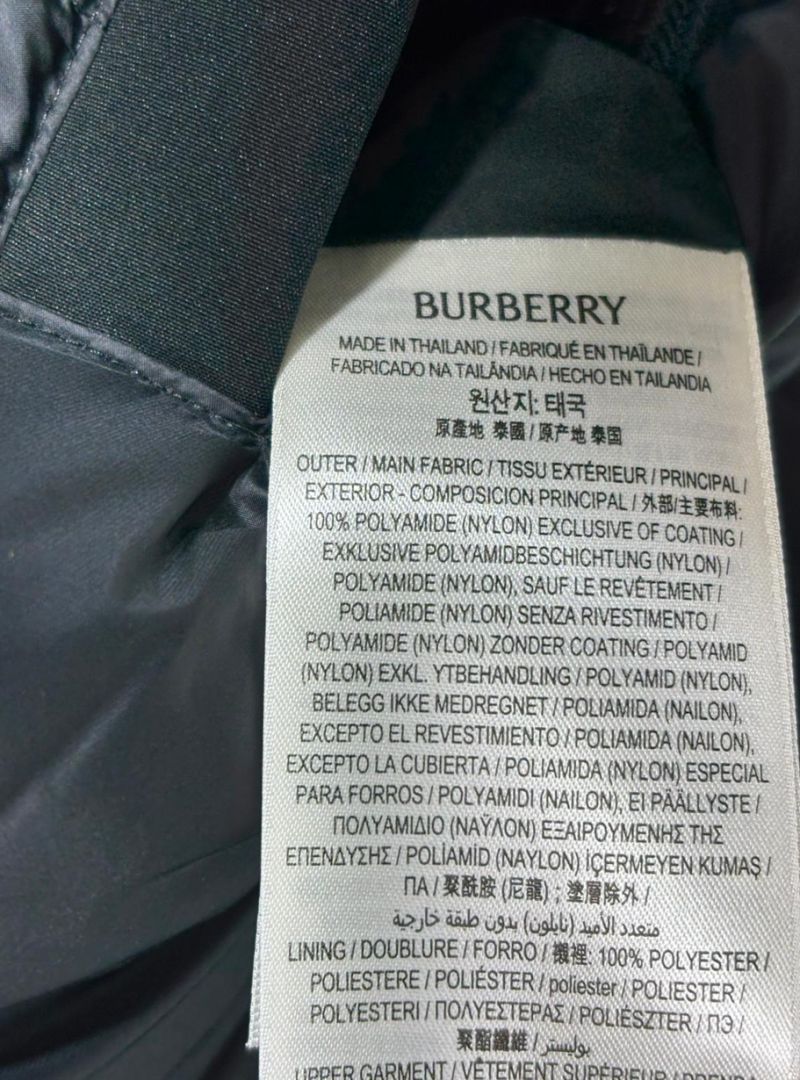 BURBERRY
MADE IN THAILAND / FABRIQUÉ EN THAÏLANDE /
FABRICADO NA TAILÂNDIA / HECHO EN TAILANDIA
원산지: 태국
原產地 泰國 / 原产地 泰国
OUTER / MAIN FABRIC / TISSU EXTÉRIEUR / PRINCIPAL /
EXTERIOR - COMPOSICION PRINCIPAL / 外部/主要布料:
100% POLYAMIDE (NYLON) EXCLUSIVE OF COATING /
EXKLUSIVE POLYAMIDBESCHICHTUNG (NYLON) /
POLYAMIDE (NYLON), SAUF LE REVÊTEMENT /
POLIAMIDE (NYLON) SENZA RIVESTIMENTO /
POLYAMIDE (NYLON) ZONDER COATING / POLYAMID
(NYLON) EXKL. YTBEHANDLING / POLYAMID (NYLON),
BELEGG IKKE MEDREGNET / POLIAMIDA (NAILON),
EXCEPTO EL REVESTIMIENTO / POLIAMIDA (NAILON),
EXCEPTO LA CUBIERTA / POLIAMIDA (NYLON) ESPECIAL
PARA FORROS / POLYAMIDI (NAILON), EI PÄÄLLYSTE /
ΠΟΛΥΑΜΙΔΙΟ (ΝΑΫΛΟΝ) ΕΞΑΙΡΟΥΜΕΝΗΣ ΤΗΣ
ΕΠΕΝΔΥΣΗΣ / POLİAMİD (NAYLON) İÇERMEYEN KUMAŞ /
ПА / 聚酰胺 (尼龍) ; 塗層除外 /
متعدد الأميد (نايلون) بدون طبقة خارجية
LINING / DOUBLURE / FORRO / 襯裡: 100% POLYESTER /
POLIESTERE / POLIÉSTER / poliester / POLIESTER /
POLYESTERI / ΠΟΛΥΕΣΤΕΡΑΣ / POLIÉSZTER / ПЭ /
聚酯纖維 / بوليستر /
UPPER GARMENT / VÊTEMENT SUPÉRIEUR / PRENDA